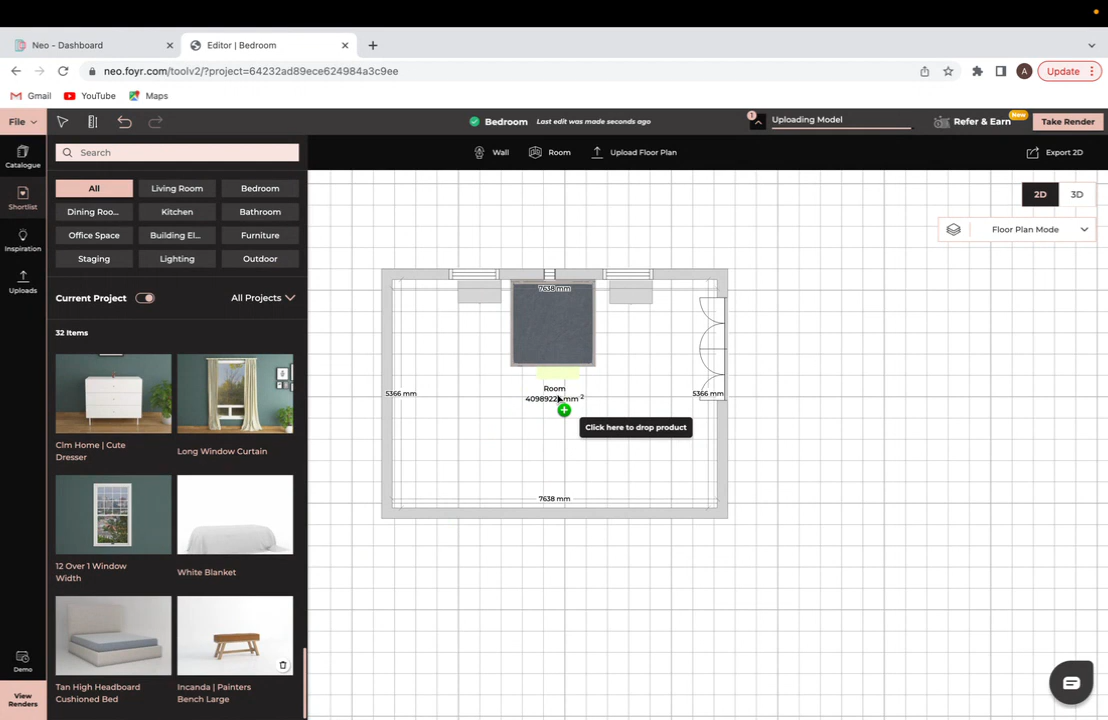 Neo - Dashboard
Editor | Bedroom
neo.foyr.com/toolv2/?project=64232ad89ece624984a3c9ee
A
Update
Gmail
YouTube
Maps
File
Bedroom
Last edit was made seconds ago
1
Uploading Model
Refer & Earn
New
Take Render
Catalogue
Shortlist
Inspiration
Uploads
Demo
View
Renders
Search
Wall
Room
Upload Floor Plan
Export 2D
All
Living Room
Bedroom
Dining Roo...
Kitchen
Bathroom
Office Space
Building El...
Furniture
Staging
Lighting
Outdoor
Current Project
All Projects
32 Items
Clm Home | Cute
Dresser
Long Window Curtain
12 Over 1 Window
Width
White Blanket
Tan High Headboard
Cushioned Bed
Incanda | Painters
Bench Large
2D
3D
Floor Plan Mode
7638 mm
5366 mm
Room
mm 2
5366 mm
Click here to drop product
7638 mm